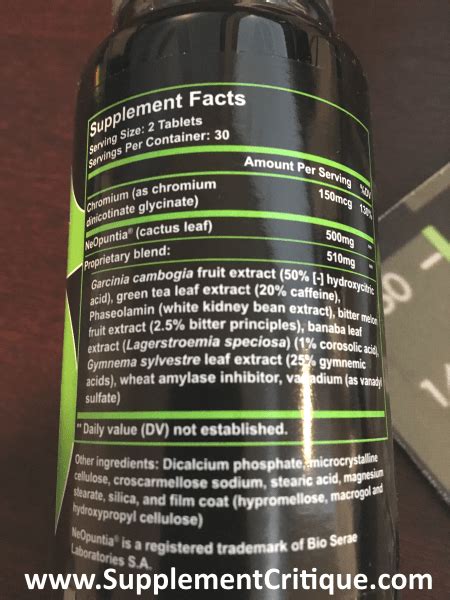 Supplement Facts
Serving Size: 2 Tablets
Servings Per Container: 30
Amount Per Serving %DV
Chromium (as chromium 150mcg
dinicotinate glycinate)
NeOpuntia® (cactus leaf) 500mg **
Proprietary blend: 510mg **
Garcinia cambogia fruit extract (50% [-] hydroxycitric
acid), green tea leaf extract (20% caffeine),
Phaseolamin (white kidney bean extract), bitter melon
fruit extract (2.5% bitter principles), banaba leaf
extract (Lagerstroemia speciosa) (1% corosolic acid),
Gymnema sylvestre leaf extract (25% gymnemic
acids), wheat amylase inhibitor, vanadium (as vanadyl
sulfate)
** Daily value (DV) not established.
Other ingredients: Dicalcium phosphate, microcrystalline
cellulose, croscarmellose sodium, stearic acid, magnesium
stearate, silica, and film coat (hypromellose, macrogol and
hydroxypropyl cellulose)
NeOpuntia® is a registered trademark of Bio Serae
Laboratories S.A.
www.SupplementCritique.com